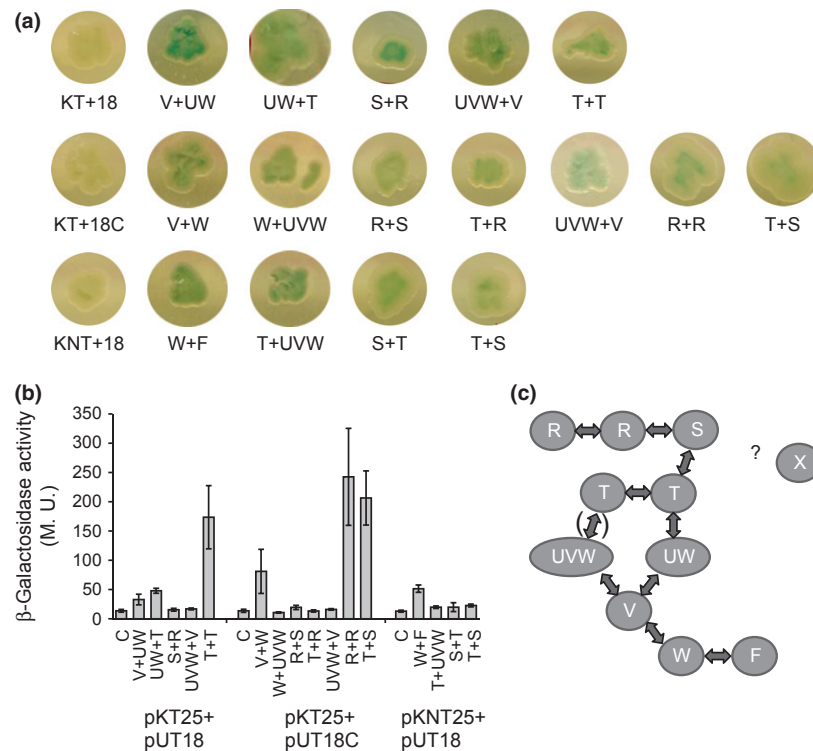 (a)
KT+18 V+UW UW+T S+R UVW+V T+T
KT+18C V+W W+UVW R+S T+R UVW+V R+R T+S
KNT+18 W+F T+UVW S+T T+S
(b)
β-Galactosidase activity
(M. U.)
350
300
250
200
150
100
50
0
C V+UW UW+T S+R UVW+V T+T C V+W W+UVW R+S T+R UVW+V R+R T+S C W+F T+UVW S+T T+S
pKT25+ pKT25+ pKNT25+
pUT18 pUT18C pUT18
(c)
R R S
? X
T T
( )
UVW UW
V
W F